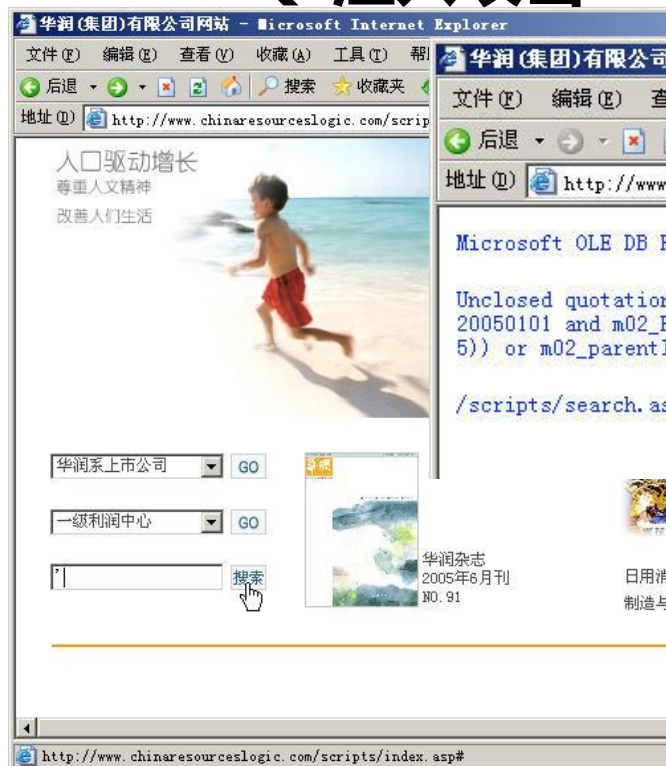 华润(集团)有限公司网站 - Microsoft Internet Explorer
文件(F) 编辑(E) 查看(V) 收藏(A) 工具(T) 帮
后退 搜索 收藏夹
地址(D) http://www.chinaresourceslogic.com/scrip
人口驱动增长
尊重人文精神
改善人们生活
华润系上市公司 GO
一级利润中心 GO
' 搜索
华润杂志
2005年6月刊
NO.91
http://www.chinaresourceslogic.com/scripts/index.asp#
华润(集团)有限公司
文件(F) 编辑(E) 查
后退
地址(D) http://www
Microsoft OLE DB P
Unclosed quotation
20050101 and m02_P
5)) or m02_parentI
/scripts/search.as
日用消
制造与